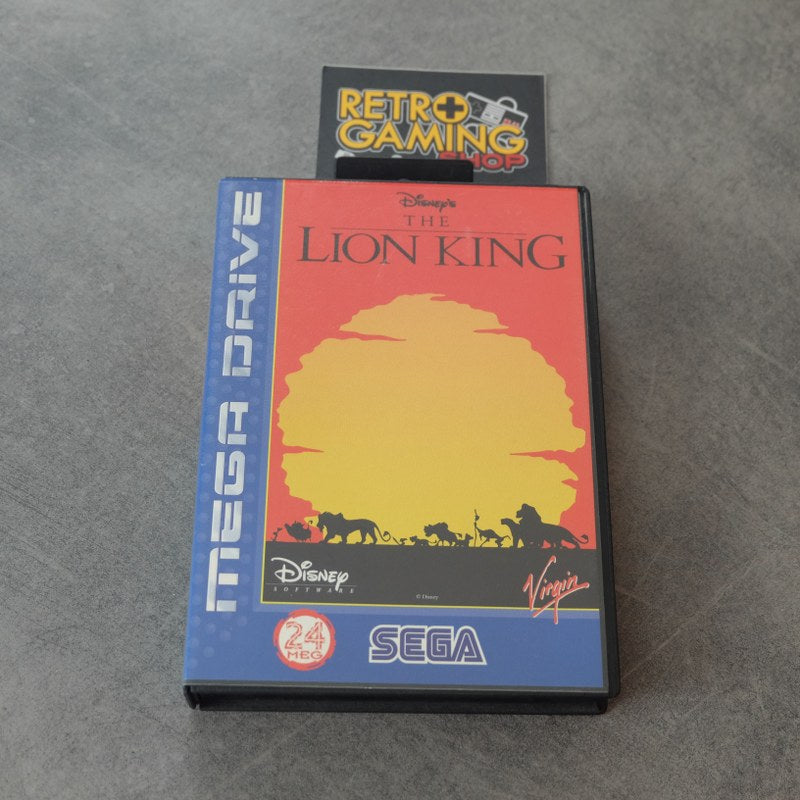 RETRO
GAMING
SHOP
MEGA DRIVE
Disney's
THE
LION KING
Disney
SOFTWARE
© Disney
Virgin
24
MEG
SEGA